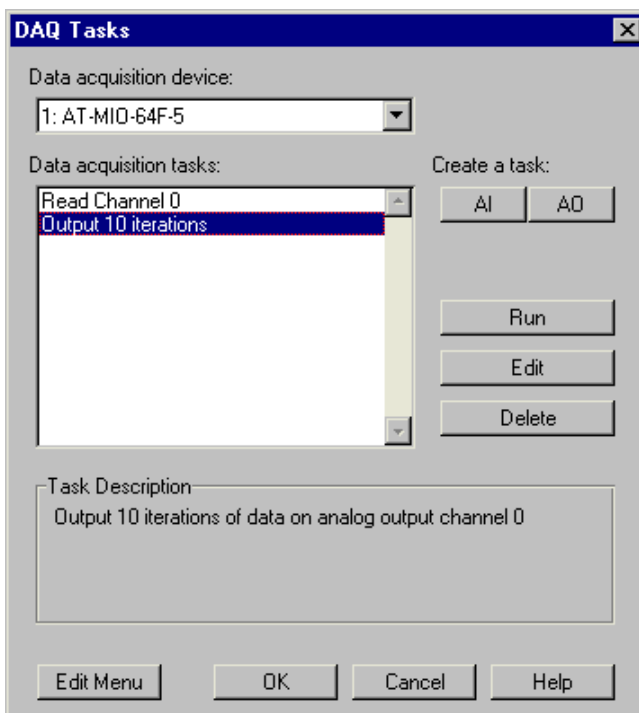 DAQ Tasks
Data acquisition device:
1: AT-MIO-64F-5
Data acquisition tasks:
Create a task:
Read Channel 0
Output 10 iterations
AI
AO
Run
Edit
Delete
Task Description
Output 10 iterations of data on analog output channel 0
Edit Menu
OK
Cancel
Help